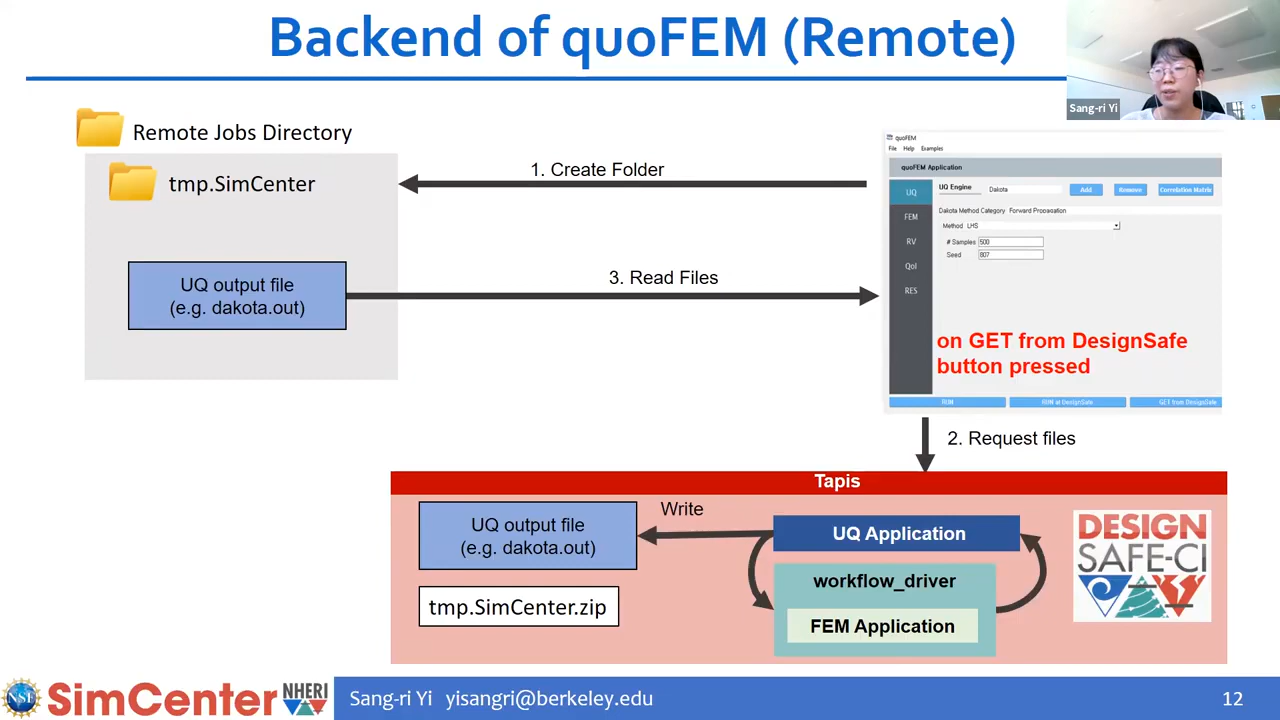 Backend of quoFEM (Remote)
Sang-ri Yi
Remote Jobs Directory
tmp.SimCenter
1. Create Folder
UQ output file
(e.g. dakota.out)
3. Read Files
quoFEM
File Help Examples
quoFEM Application
UQ
FEM
RV
QoI
RES
UQ Engine Dakota Add Remove Correlation Matrix
Dakota Method Category Forward Propagation
Method LHS
# Samples 500
Seed 807
on GET from DesignSafe
button pressed
RUN RUN at DesignSafe GET from DesignSafe
2. Request files
Tapis
UQ output file
(e.g. dakota.out)
Write
UQ Application
workflow_driver
FEM Application
tmp.SimCenter.zip
DESIGN
SAFE-CI
NSF
SimCenter
NHERI
Sang-ri Yi yisangri@berkeley.edu
12